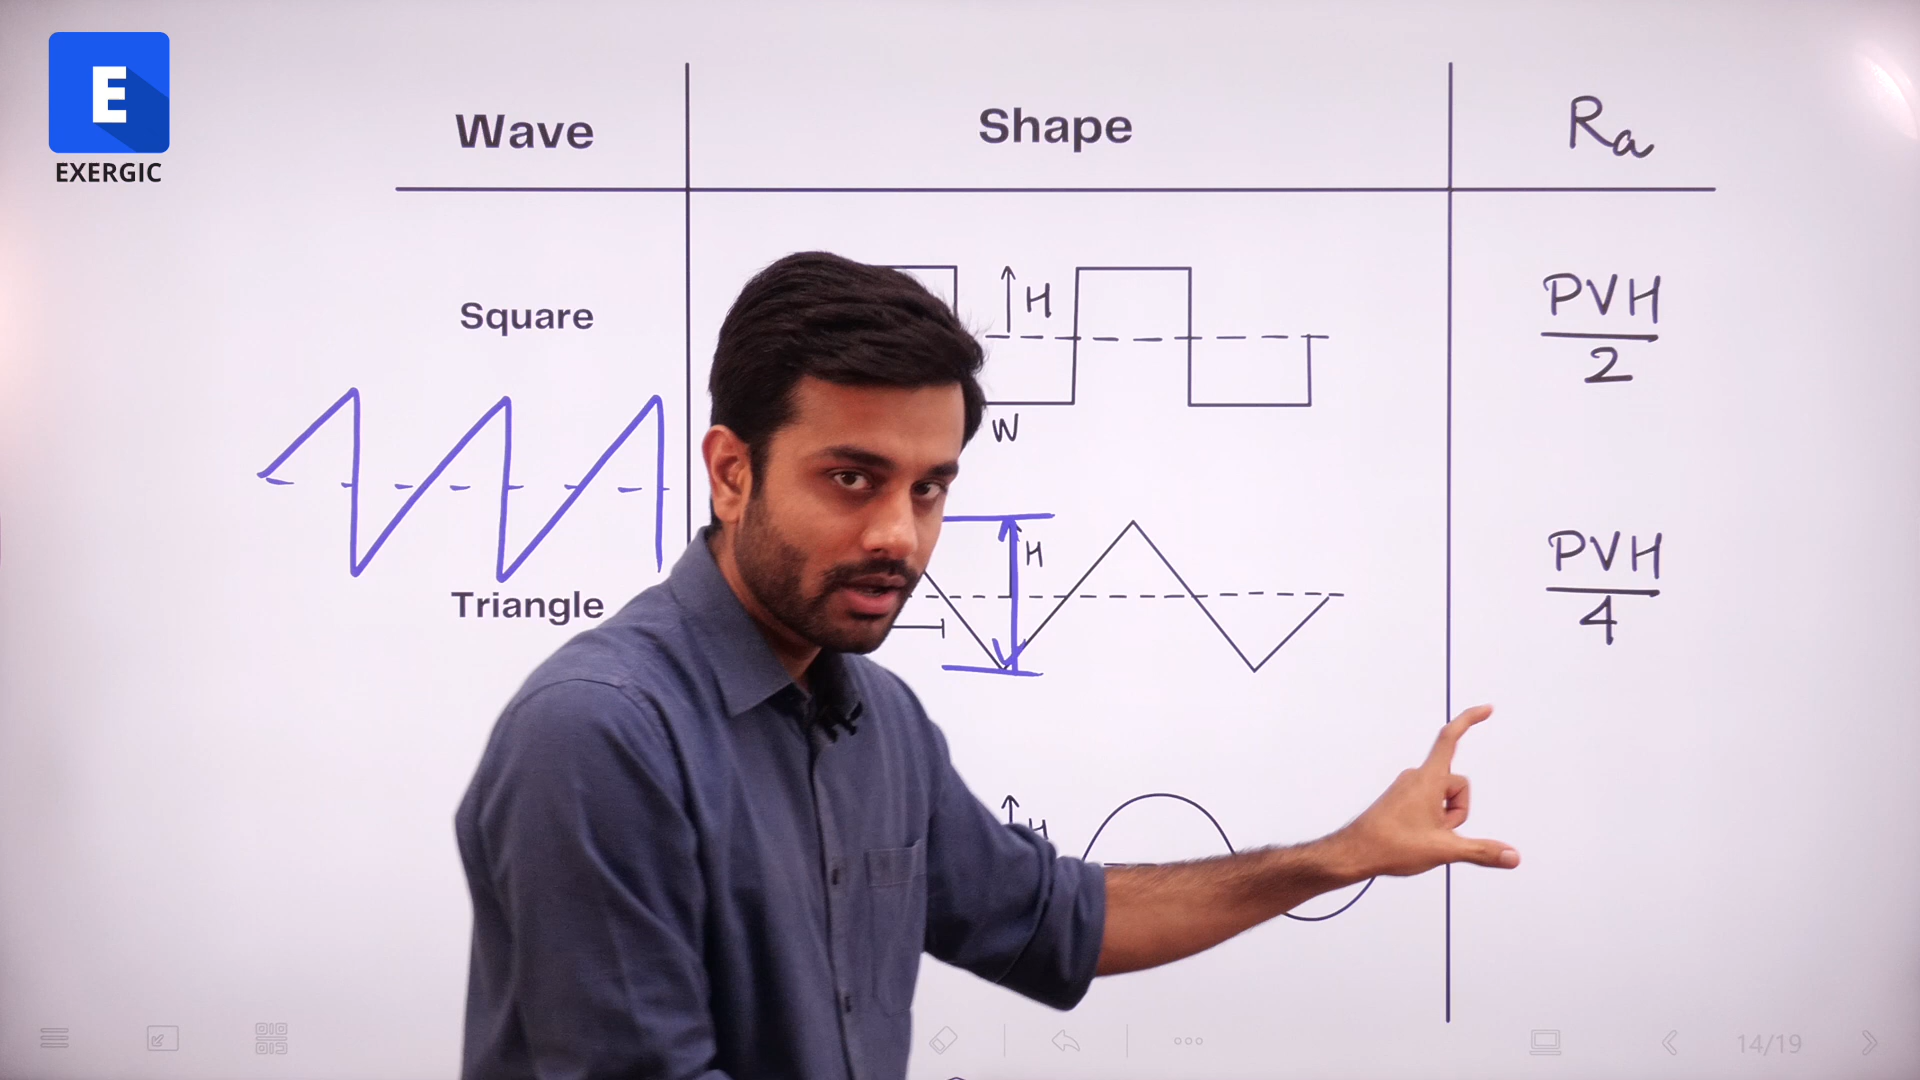 E
EXERGIC
Wave
Shape
Ra
Square
H
W
PVH
2
Triangle
H
PVH
4
H
14/19